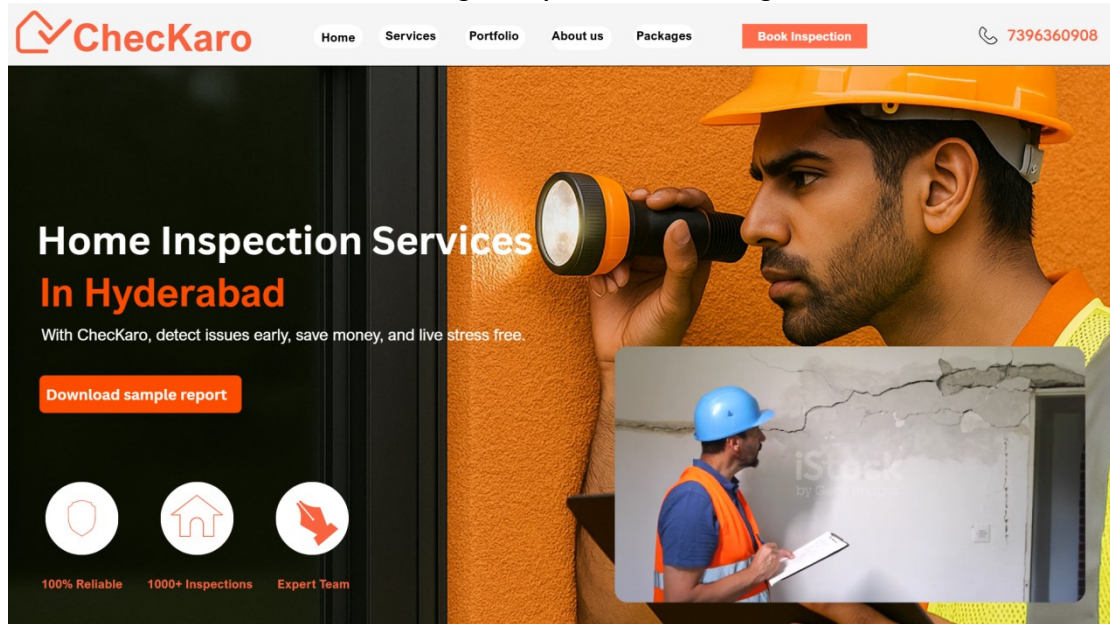 ChecKaro
Home Services Portfolio About us Packages Book Inspection 7396360908
Home Inspection Services
In Hyderabad
With ChecKaro, detect issues early, save money, and live stress free.
Download sample report
iStock
100% Reliable 1000+ Inspections Expert Team